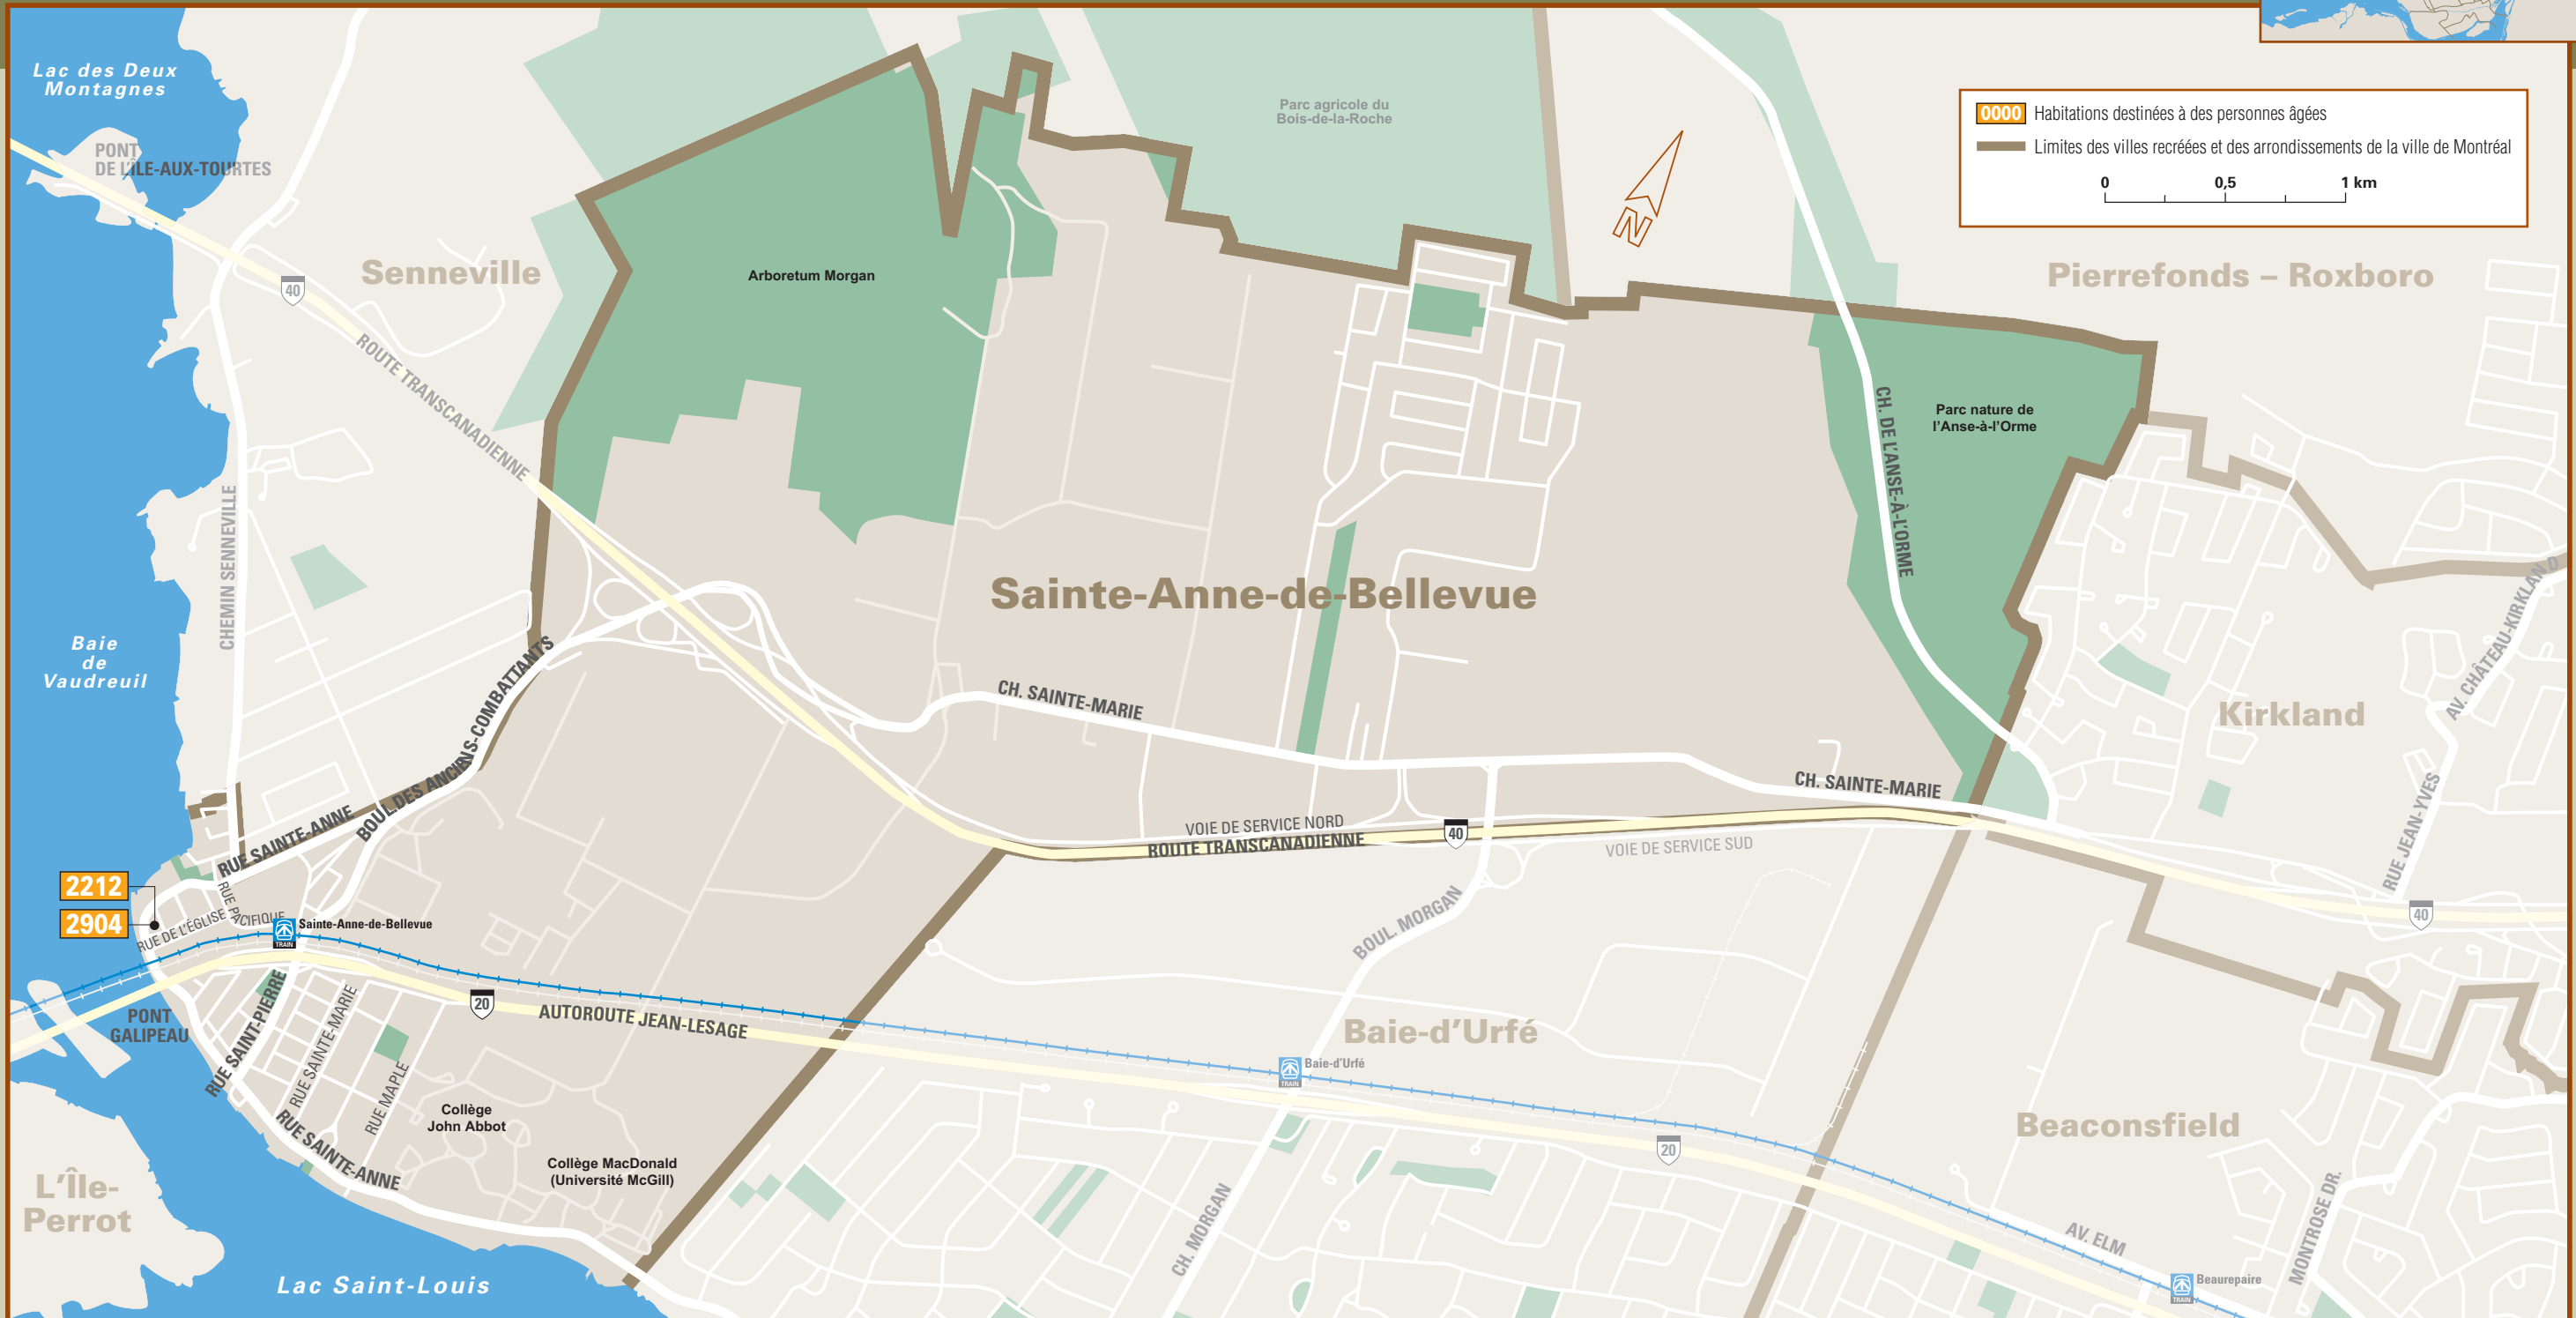 Lac des Deux
Montagnes
PONT
DE L'ÎLE-AUX-TOURTES
Parc agricole du
Bois-de-la-Roche
N
0000 Habitations destinées à des personnes âgées
Limites des villes recréées et des arrondissements de la ville de Montréal
0 0,5 1 km
Senneville
40
Arboretum Morgan
Pierrefonds – Roxboro
ROUTE TRANSCANADIENNE
CH. DE L'ANSE-À-L'ORME
Parc nature de
l'Anse-à-l'Orme
CHEMIN SENNEVILLE
Sainte-Anne-de-Bellevue
Baie
de
Vaudreuil
BOUL. DES ANCIENS-COMBATTANTS
CH. SAINTE-MARIE
Kirkland
AV. CHÂTEAU-KIRKLAN D
CH. SAINTE-MARIE
RUE JEAN-YVES
RUE SAINTE-ANNE
VOIE DE SERVICE NORD
ROUTE TRANSCANADIENNE
40
VOIE DE SERVICE SUD
2212
2904
RUE PACIFIQUE
RUE DE L'ÉGLISE
TRAIN
Sainte-Anne-de-Bellevue
BOUL. MORGAN
40
PONT
GALIPEAU
RUE SAINT-PIERRE
RUE SAINTE-MARIE
20
AUTOROUTE JEAN-LESAGE
Baie-d'Urfé
TRAIN
Baie-d'Urfé
RUE MAPLE
Collège
John Abbot
RUE SAINTE-ANNE
Collège MacDonald
(Université McGill)
20
Beaconsfield
L'Île-
Perrot
Lac Saint-Louis
CH. MORGAN
AV. ELM
MONTROSE DR.
TRAIN
Beaurepaire